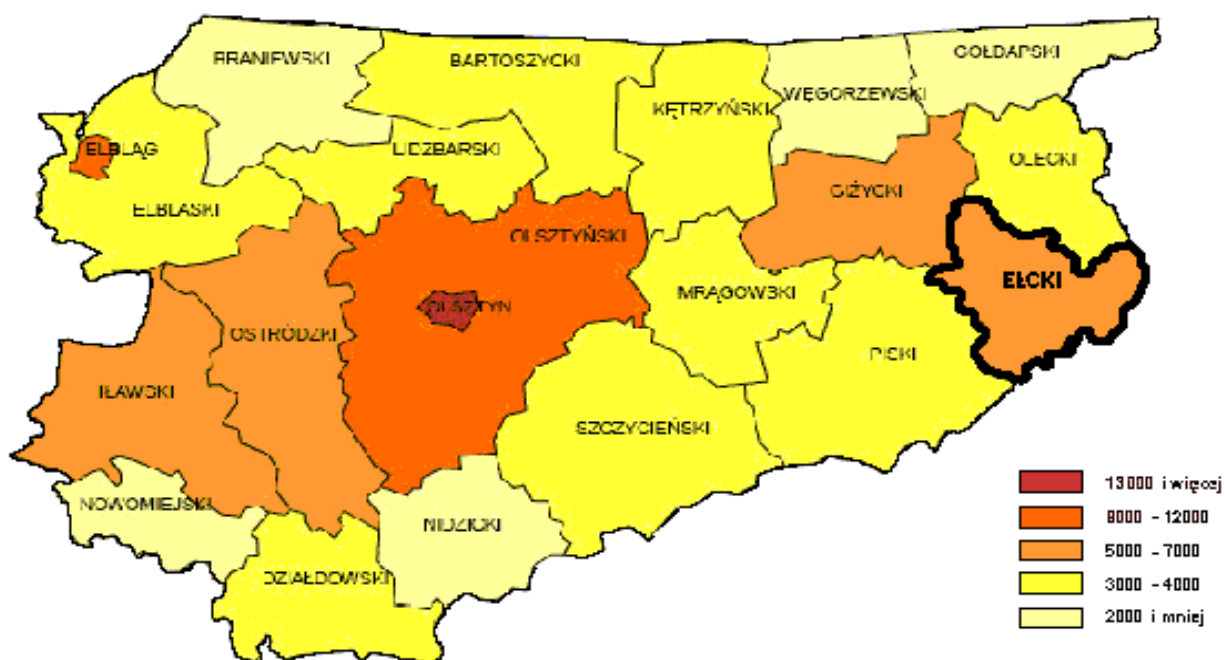 BRANIEWSKI
BARTOSZYCKI
GOŁDAPSKI
WĘGORZEWSKI
KĘTRZYŃSKI
ELBLĄG
LIDZBARSKI
OLECKI
GIŻYCKI
ELBLASKI
OLSZTYŃSKI
EŁCKI
MRĄGOWSKI
OLSZTYN
OSTRÓDZKI
PISKI
IŁAWSKI
SZCZYCIEŃSKI
NOWOMIEJSKI
NIDZICKI
DZIAŁDOWSKI
13000 i więcej
8000 - 12000
5000 - 7000
3000 - 4000
2000 i mniej